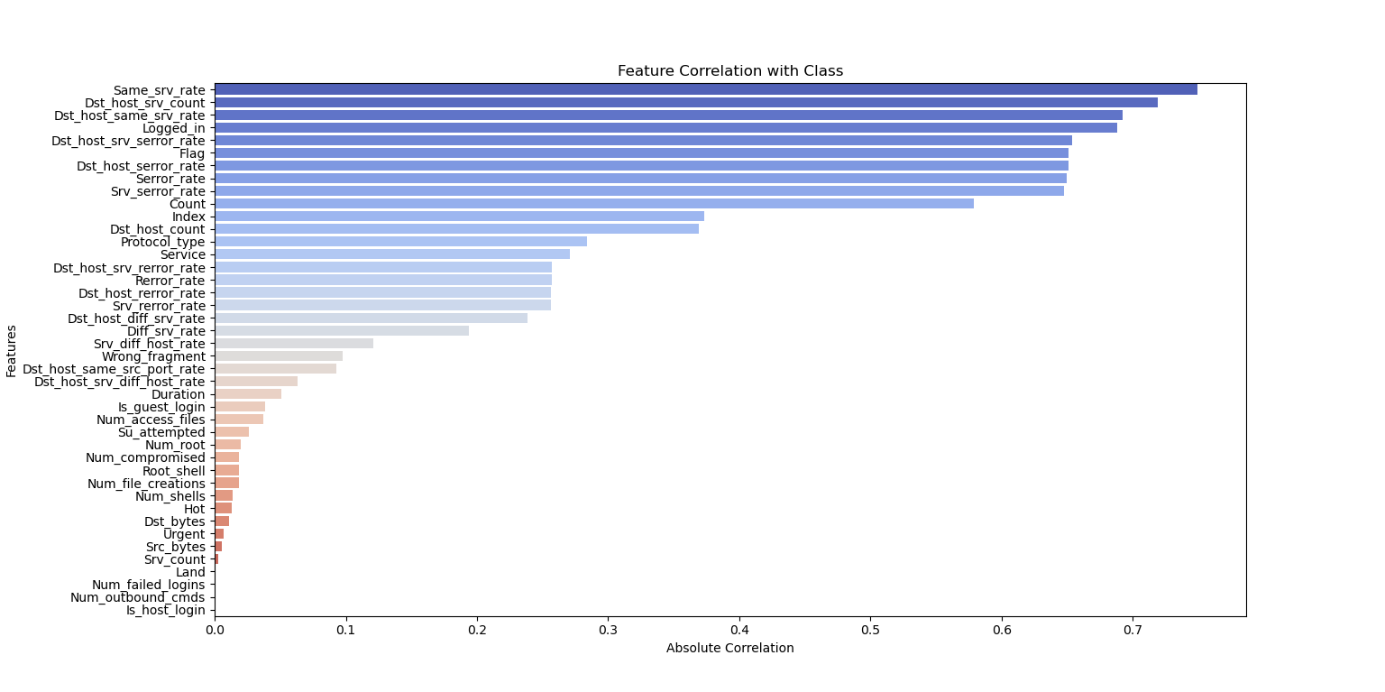 Feature Correlation with Class
Features
Same_srv_rate
Dst_host_srv_count
Dst_host_same_srv_rate
Logged_in
Dst_host_srv_serror_rate
Flag
Dst_host_serror_rate
Serror_rate
Srv_serror_rate
Count
Index
Dst_host_count
Protocol_type
Service
Dst_host_srv_rerror_rate
Rerror_rate
Dst_host_rerror_rate
Srv_rerror_rate
Dst_host_diff_srv_rate
Diff_srv_rate
Srv_diff_host_rate
Wrong_fragment
Dst_host_same_src_port_rate
Dst_host_srv_diff_host_rate
Duration
Is_guest_login
Num_access_files
Su_attempted
Num_root
Num_compromised
Root_shell
Num_file_creations
Num_shells
Hot
Dst_bytes
Urgent
Src_bytes
Srv_count
Land
Num_failed_logins
Num_outbound_cmds
Is_host_login
0.0 0.1 0.2 0.3 0.4 0.5 0.6 0.7
Absolute Correlation